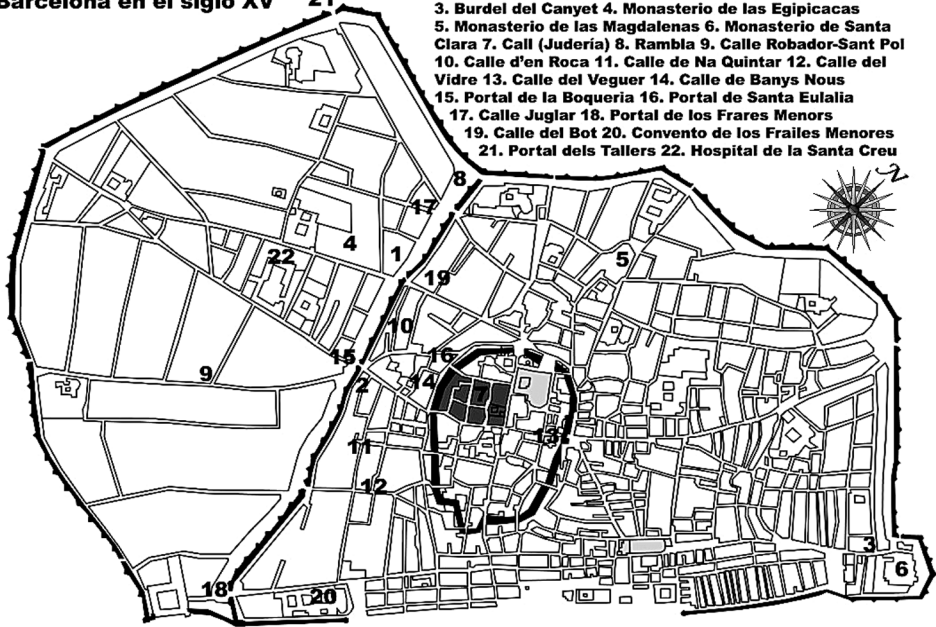 Barcelona en el siglo XV
21
3. Burdel del Canyet 4. Monasterio de las Egipicacas
5. Monasterio de las Magdalenas 6. Monasterio de Santa
Clara 7. Call (Judería) 8. Rambla 9. Calle Robador-Sant Pol
10. Calle d'en Roca 11. Calle de Na Quintar 12. Calle del
Vidre 13. Calle del Veguer 14. Calle de Banys Nous
15. Portal de la Boqueria 16. Portal de Santa Eulalia
17. Calle Juglar 18. Portal de los Frares Menors
19. Calle del Bot 20. Convento de los Frailes Menores
21. Portal dels Tallers 22. Hospital de la Santa Creu
N
8
17
4
1
5
22
19
10
15
16
9
2
14
7
13
11
12
3
6
18
20